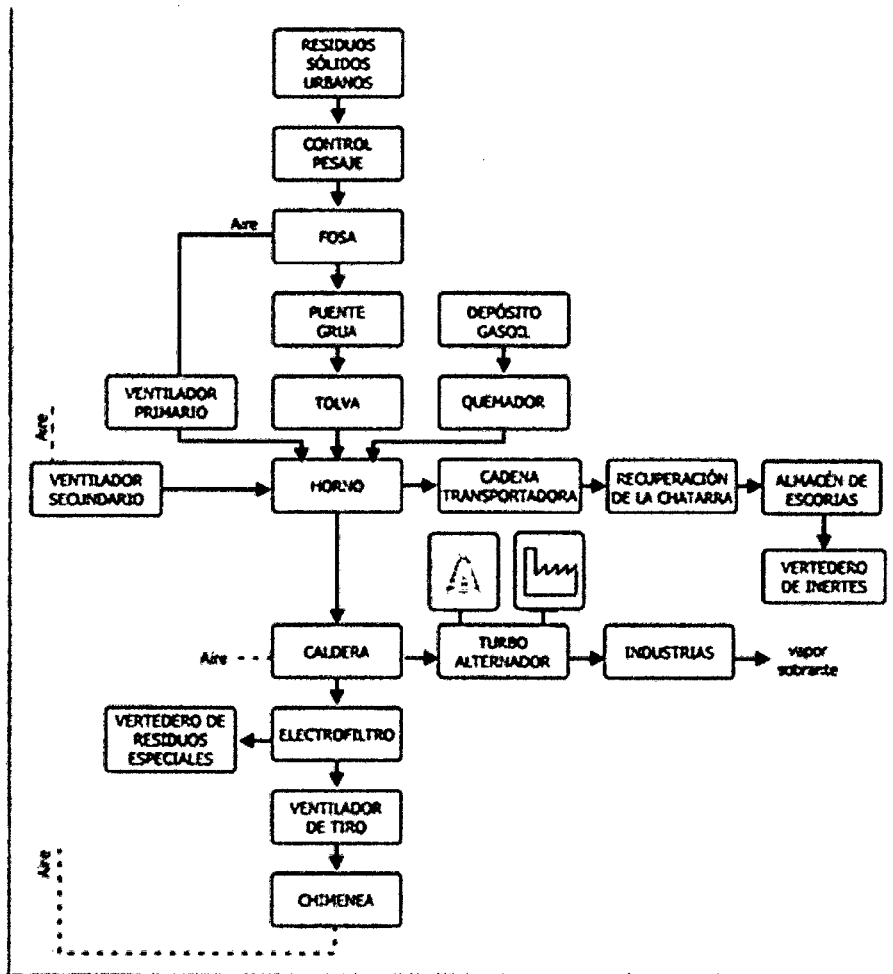 RESIDUOS
SÓLIDOS
URBANOS
CONTROL
PESAJE
Aire
FOSA
PUENTE
GRUA
DEPÓSITO
GASOIL
VENTILADOR
PRIMARIO
TOLVA
QUEMADOR
Aire
VENTILADOR
SECUNDARIO
HORNO
CADENA
TRANSPORTADORA
RECUPERACIÓN
DE LA CHATARRA
ALMACÉN DE
ESCORIAS
VERTEDERO
DE INERTES
Aire
CALDERA
TURBO
ALTERNADOR
INDUSTRIAS
vapor
sobrante
VERTEDERO DE
RESIDUOS
ESPECIALES
ELECTROFILTRO
VENTILADOR
DE TIRO
Aire
CHIMENEA